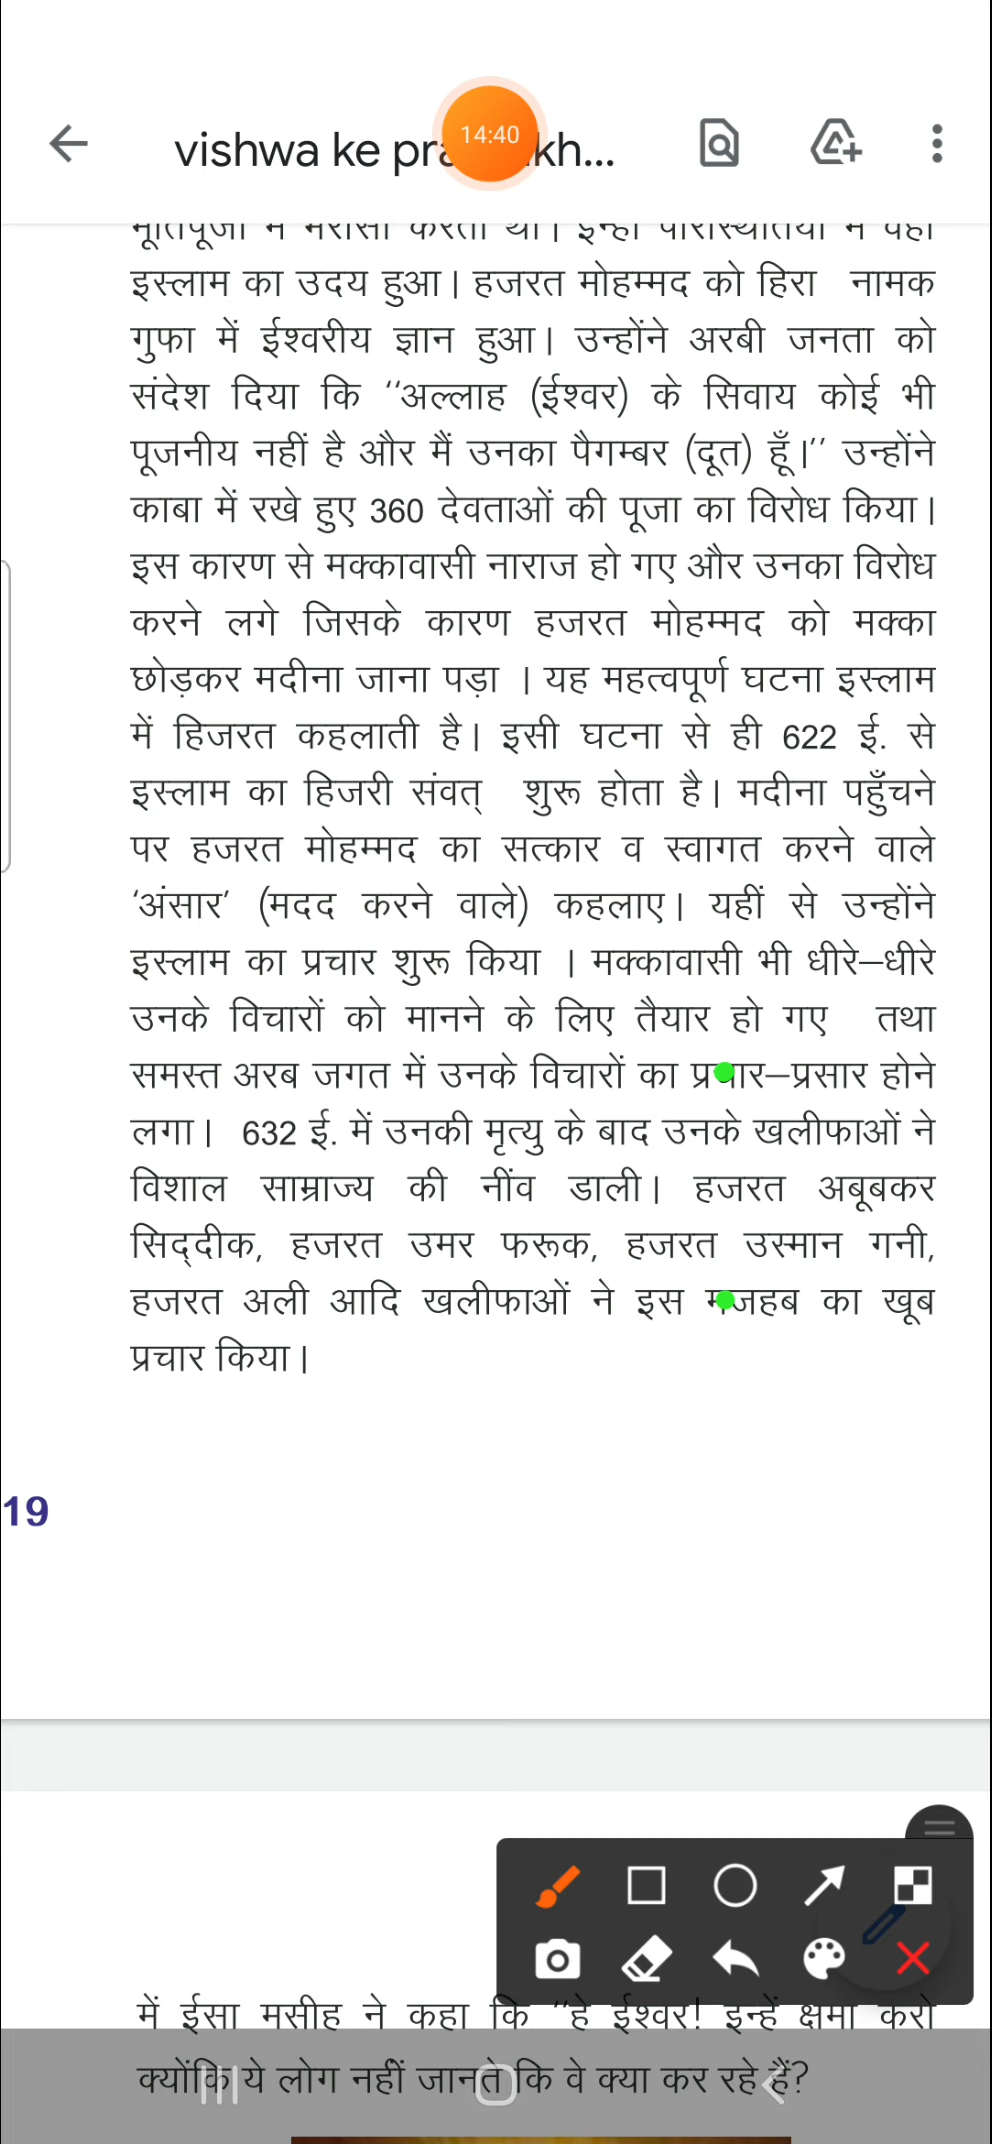 vishwa ke pra
14:40
kh...
मूर्तिपूजा में भरोसा करती थी। इन्हीं परिस्थितियों में वहाँ
इस्लाम का उदय हुआ। हजरत मोहम्मद को हिरा नामक
गुफा में ईश्वरीय ज्ञान हुआ। उन्होंने अरबी जनता को
संदेश दिया कि ‘‘अल्लाह (ईश्वर) के सिवाय कोई भी
पूजनीय नहीं है और मैं उनका पैगम्बर (दूत) हूँ।’’ उन्होंने
काबा में रखे हुए 360 देवताओं की पूजा का विरोध किया।
इस कारण से मक्कावासी नाराज हो गए और उनका विरोध
करने लगे जिसके कारण हजरत मोहम्मद को मक्का
छोड़कर मदीना जाना पड़ा । यह महत्वपूर्ण घटना इस्लाम
में हिजरत कहलाती है। इसी घटना से ही 622 ई. से
इस्लाम का हिजरी संवत् शुरू होता है। मदीना पहुँचने
पर हजरत मोहम्मद का सत्कार व स्वागत करने वाले
‘अंसार’ (मदद करने वाले) कहलाए। यहीं से उन्होंने
इस्लाम का प्रचार शुरू किया । मक्कावासी भी धीरे–धीरे
उनके विचारों को मानने के लिए तैयार हो गए तथा
समस्त अरब जगत में उनके विचारों का प्रचार–प्रसार होने
लगा। 632 ई. में उनकी मृत्यु के बाद उनके खलीफाओं ने
विशाल साम्राज्य की नींव डाली। हजरत अबूबकर
सिद्दीक, हजरत उमर फरूक, हजरत उस्मान गनी,
हजरत अली आदि खलीफाओं ने इस मजहब का खूब
प्रचार किया।
19
में ईसा मसीह ने कहा कि ‘‘हे ईश्वर! इन्हें क्षमा करो
क्योंकि ये लोग नहीं जानते कि वे क्या कर रहे हैं?